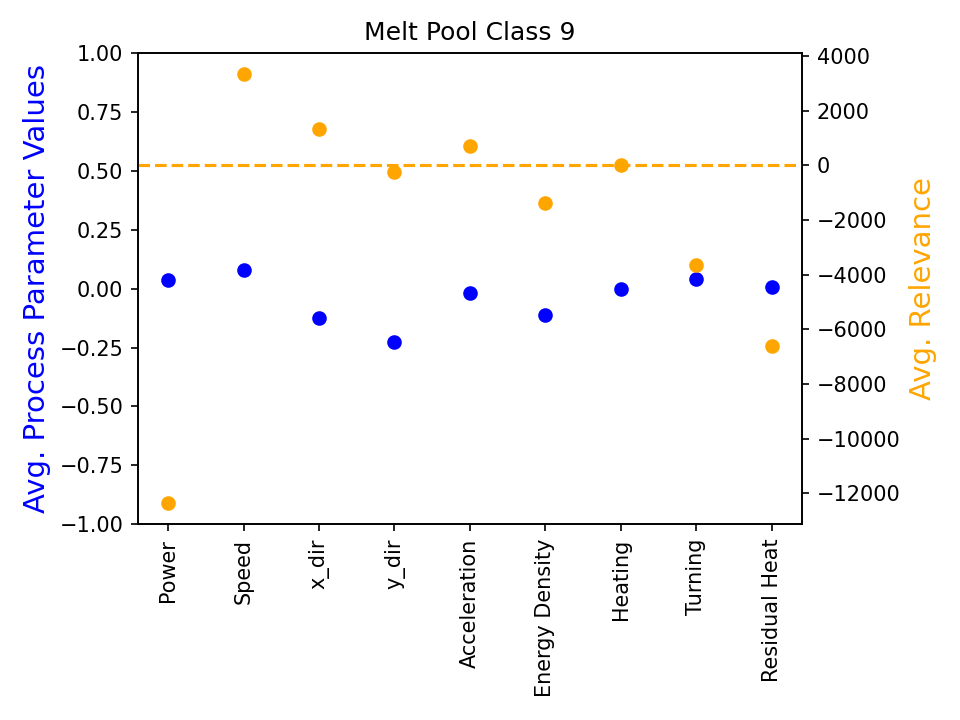 Melt Pool Class 9
Avg. Process Parameter Values
1.00
0.75
0.50
0.25
0.00
−0.25
−0.50
−0.75
−1.00
4000
2000
0
−2000
−4000
−6000
−8000
−10000
−12000
Avg. Relevance
Power
Speed
x_dir
y_dir
Acceleration
Energy Density
Heating
Turning
Residual Heat